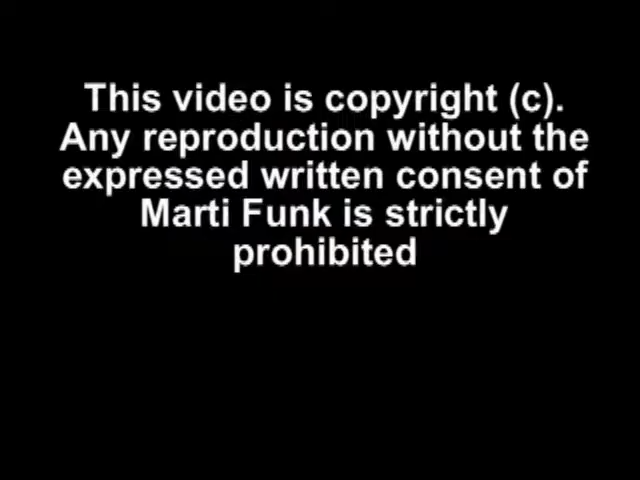 This video is copyright (c).
Any reproduction without the
expressed written consent of
Marti Funk is strictly
prohibited